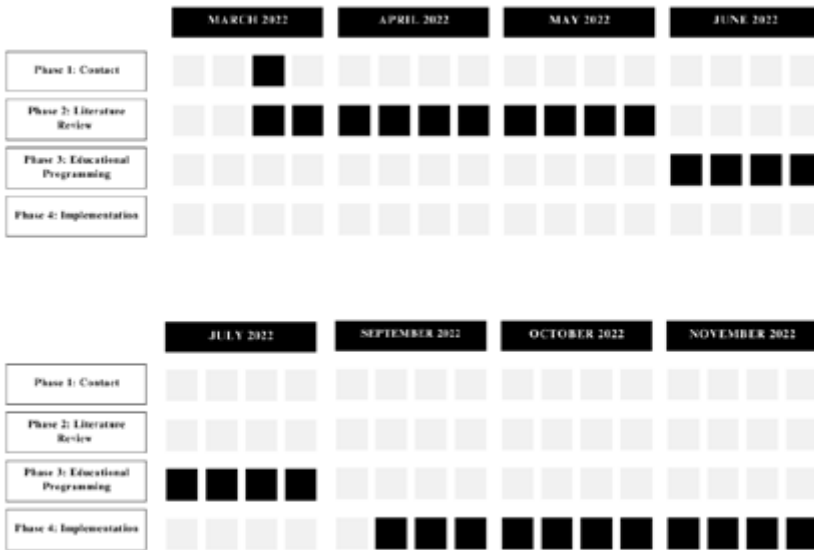 MARCH 2022 APRIL 2022 MAY 2022 JUNE 2022
Phase 1: Contact
Phase 2: Literature
Review
Phase 3: Educational
Programming
Phase 4: Implementation
JULY 2022 SEPTEMBER 2022 OCTOBER 2022 NOVEMBER 2022
Phase 1: Contact
Phase 2: Literature
Review
Phase 3: Educational
Programming
Phase 4: Implementation